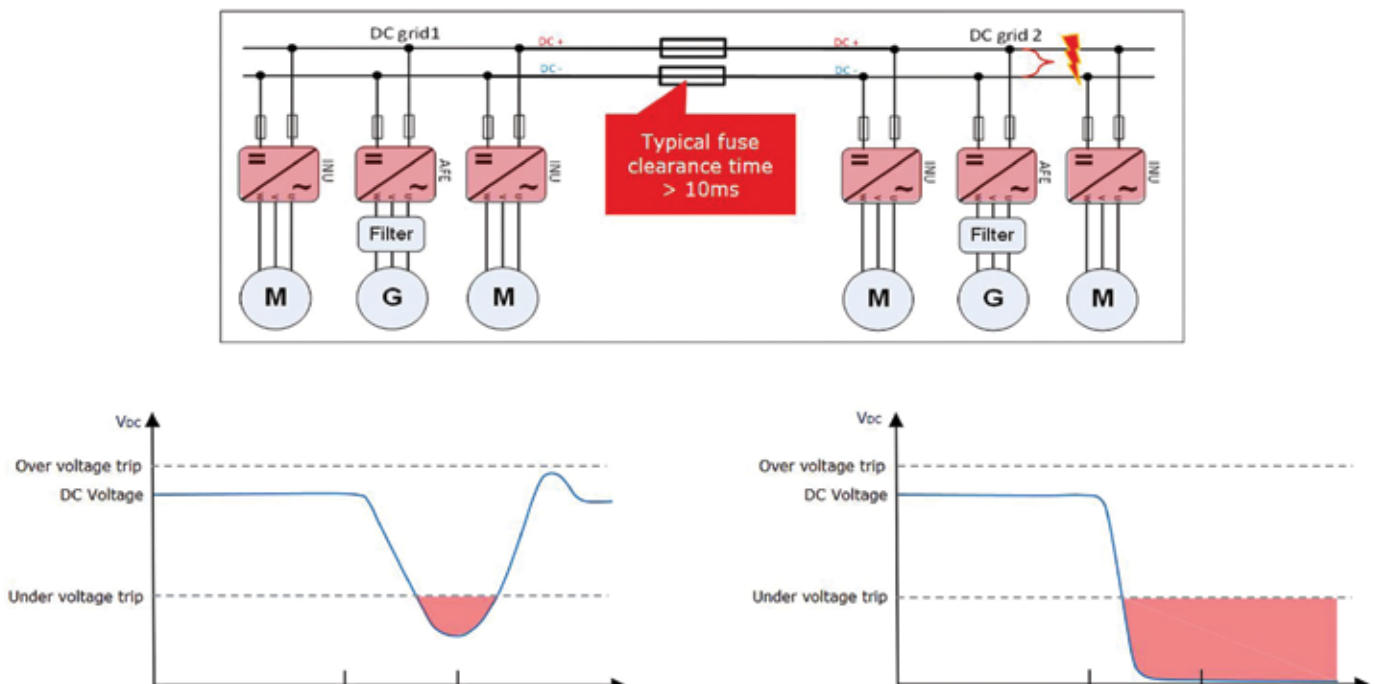 DC grid1
DC +
DC +
DC grid 2
DC -
DC -
Typical fuse
clearance time
> 10ms
=
~
INU
W
V
U
=
~
AFE
W
V
U
=
~
INU
W
V
U
=
~
INU
W
V
U
=
~
AFE
W
V
U
=
~
INU
W
V
U
Filter
Filter
M
G
M
M
G
M
VDC
Over voltage trip
DC Voltage
Under voltage trip
VDC
Over voltage trip
DC Voltage
Under voltage trip